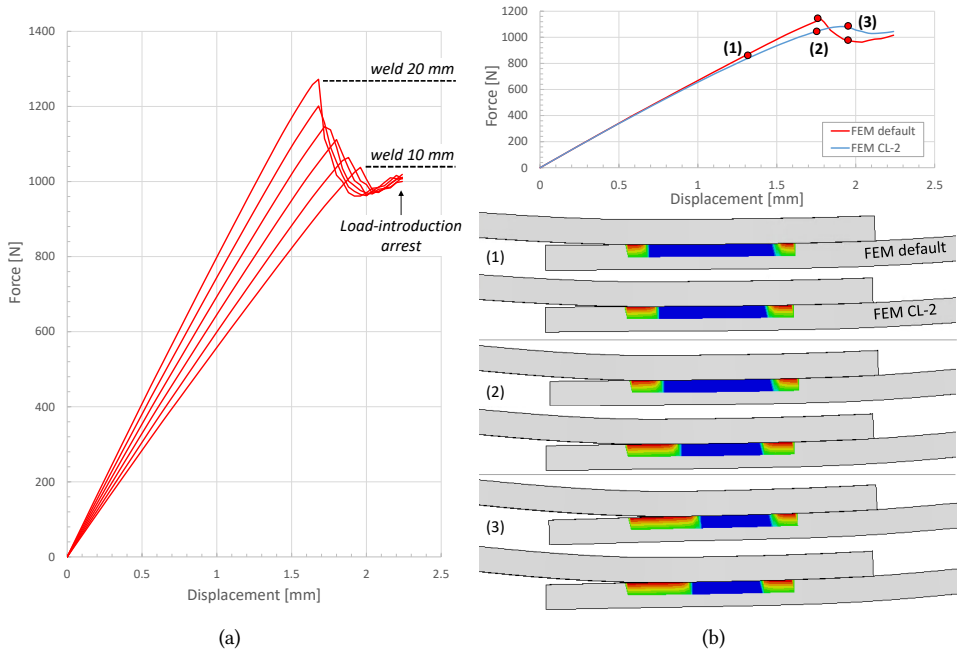 1400
1200
1000
800
600
400
200
0
Force [N]
weld 20 mm
weld 10 mm
Load-introduction
arrest
0 0.5 1 1.5 2 2.5
Displacement [mm]
(a)
1200
1000
800
600
400
200
0
Force [N]
(1)
(2)
(3)
FEM default
FEM CL-2
0 0.5 1 1.5 2 2.5
Displacement [mm]
(1)
FEM default
FEM CL-2
(2)
(3)
(b)